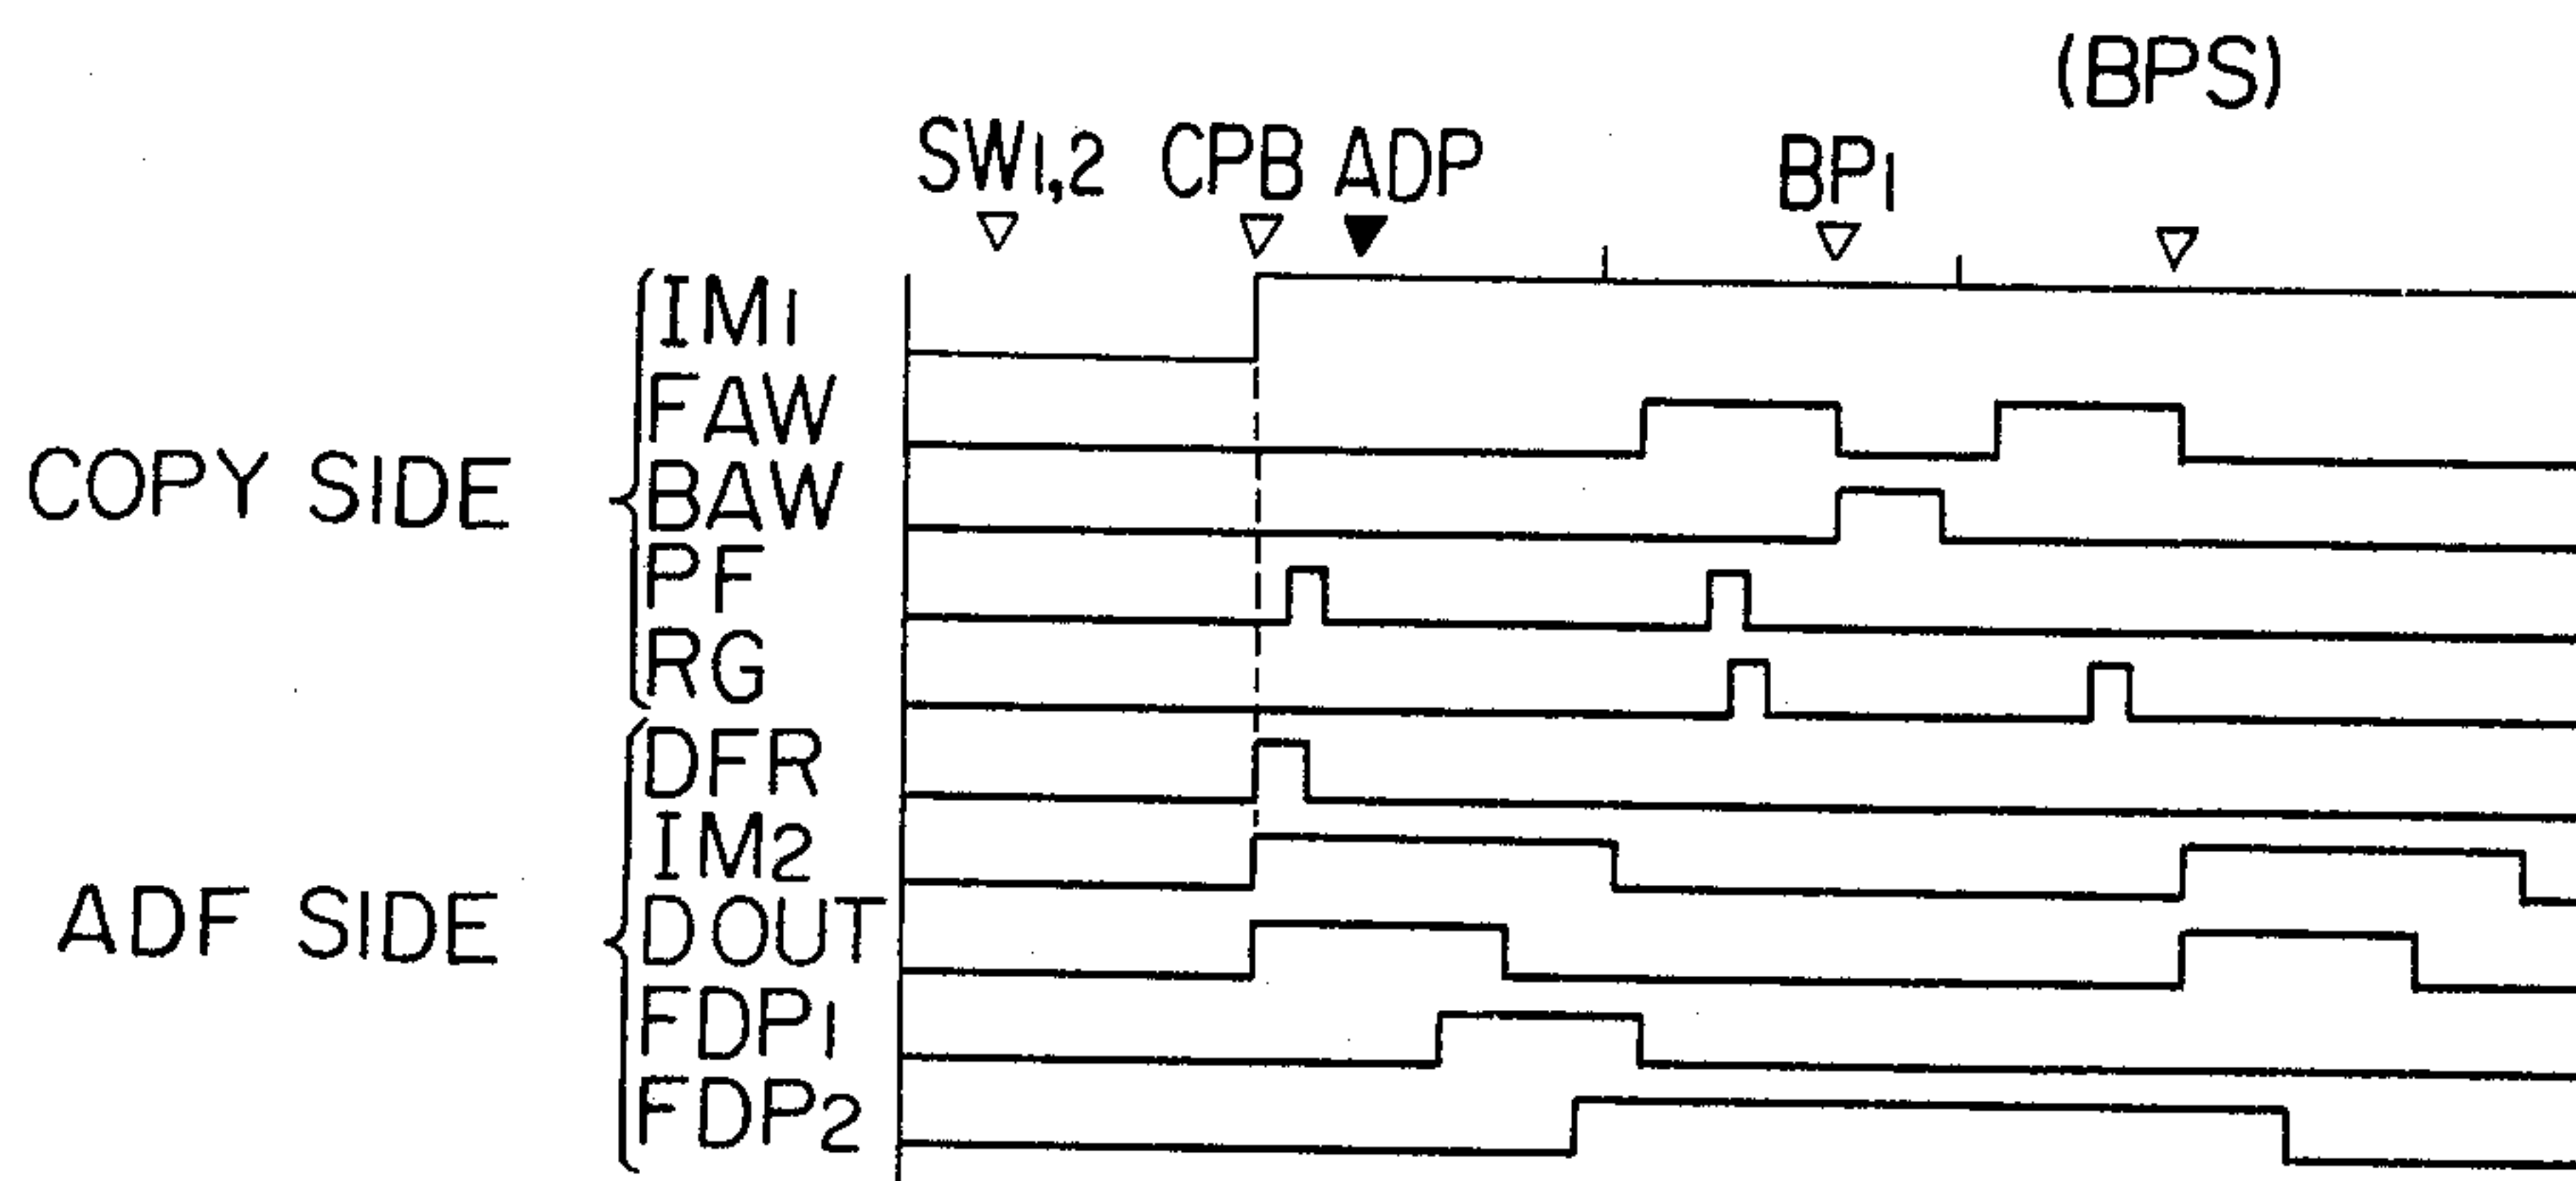 (BPS)
SW1,2 CPB ADP BP1
IM1
FAW
COPY SIDE
BAW
PF
RG
DFR
IM2
ADF SIDE
DOUT
FDP1
FDP2